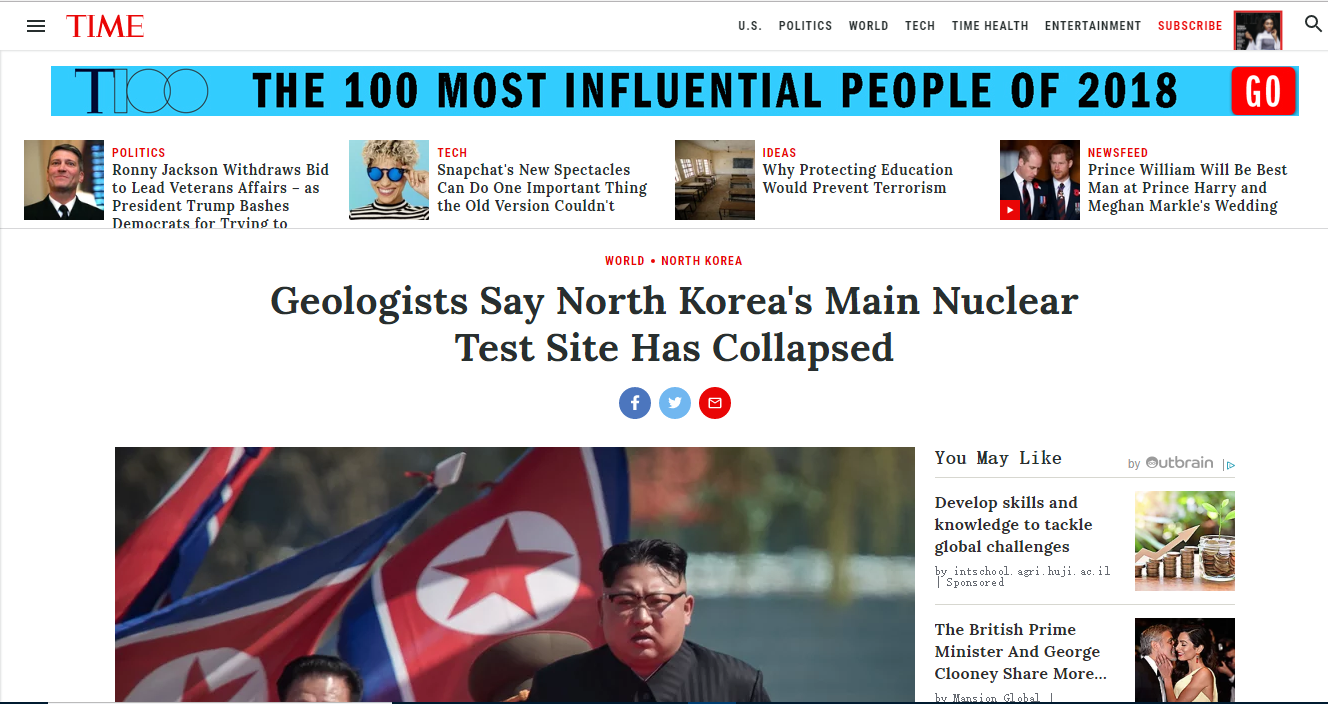 TIME
U.S. POLITICS WORLD TECH TIME HEALTH ENTERTAINMENT SUBSCRIBE
T100 THE 100 MOST INFLUENTIAL PEOPLE OF 2018 GO
POLITICS
Ronny Jackson Withdraws Bid
to Lead Veterans Affairs – as
President Trump Bashes
Democrats for Trying to
TECH
Snapchat's New Spectacles
Can Do One Important Thing
the Old Version Couldn't
IDEAS
Why Protecting Education
Would Prevent Terrorism
NEWSFEED
Prince William Will Be Best
Man at Prince Harry and
Meghan Markle's Wedding
WORLD • NORTH KOREA
Geologists Say North Korea's Main Nuclear
Test Site Has Collapsed
You May Like
by Outbrain
Develop skills and
knowledge to tackle
global challenges
by intschool.agri.huji.ac.il
| Sponsored
The British Prime
Minister And George
Clooney Share More...
by Mansion Global |